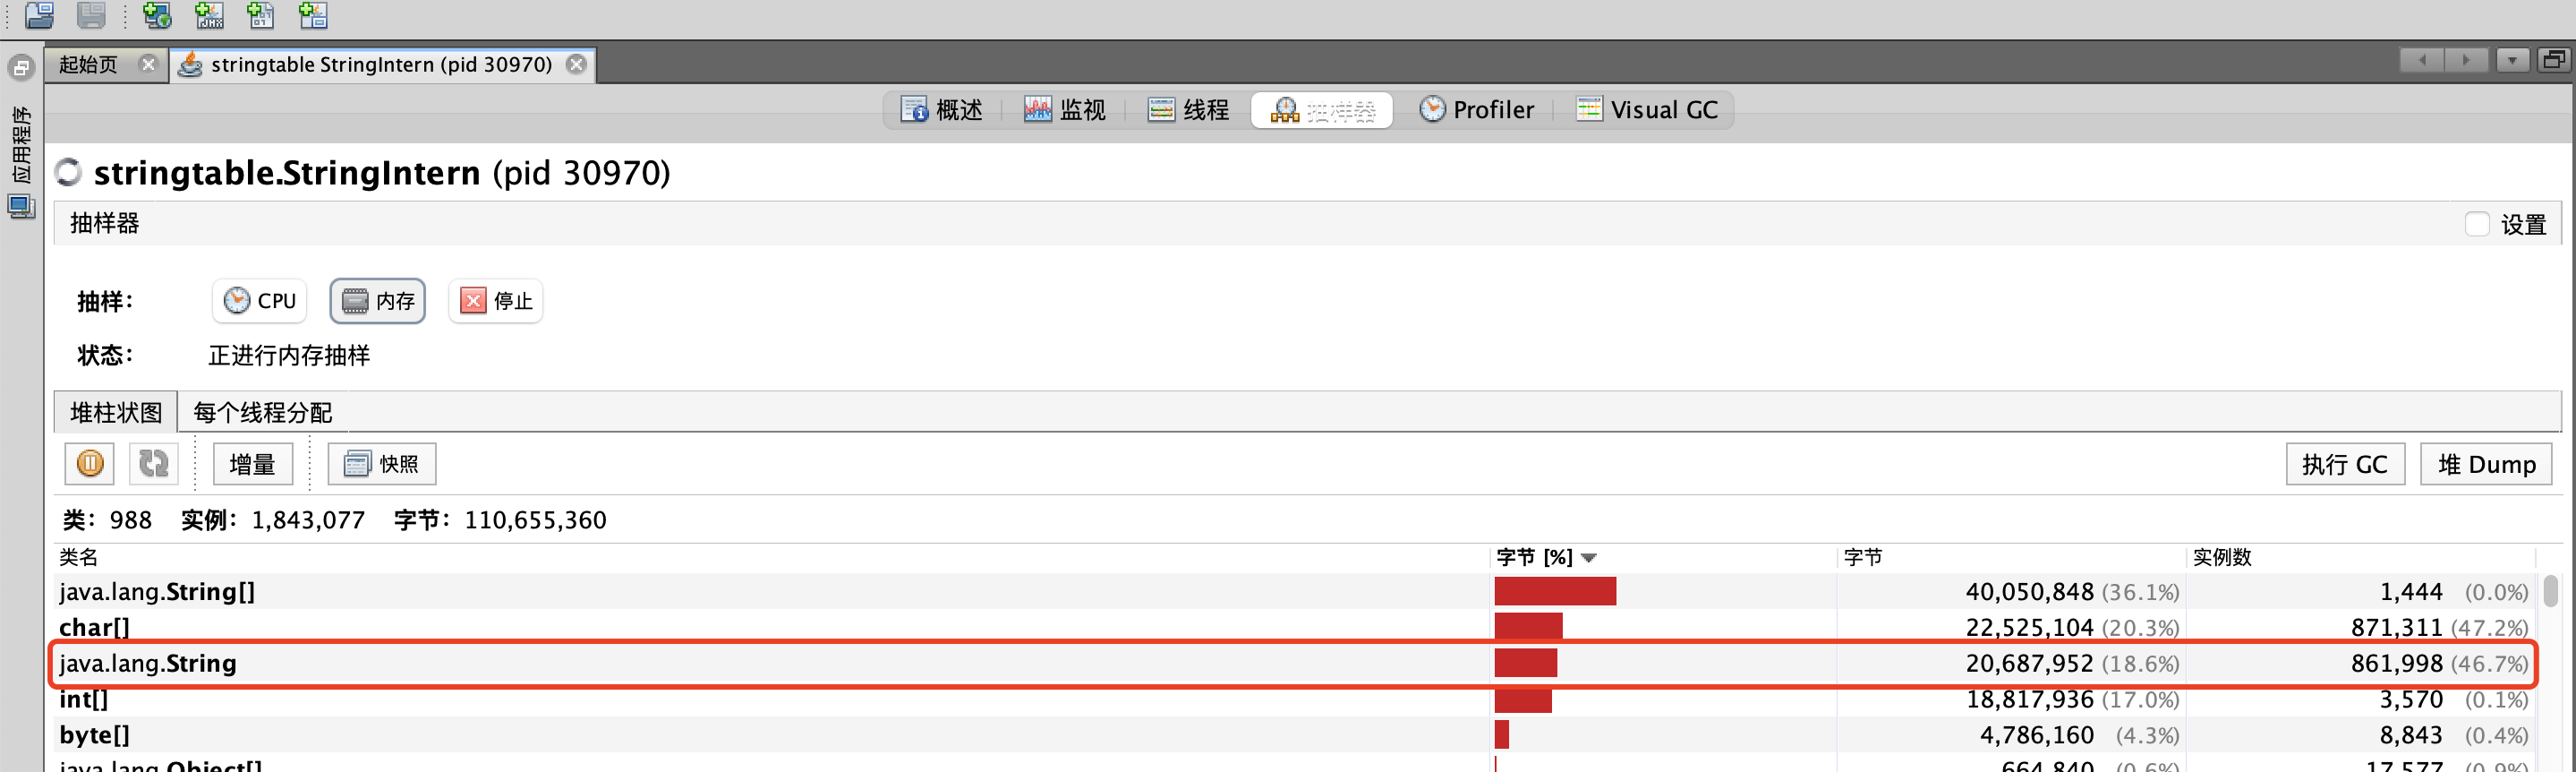 起始页
stringtable StringIntern (pid 30970)
应用程序
概述 监视 线程 抽样器 Profiler Visual GC
stringtable.StringIntern (pid 30970)
抽样器 设置
抽样： CPU 内存 停止
状态： 正进行内存抽样
堆柱状图 每个线程分配
增量 快照 执行 GC 堆 Dump
类： 988 实例： 1,843,077 字节： 110,655,360
类名 字节 [%] 字节 实例数
java.lang.String[] 40,050,848 (36.1%) 1,444 (0.0%)
char[] 22,525,104 (20.3%) 871,311 (47.2%)
java.lang.String 20,687,952 (18.6%) 861,998 (46.7%)
int[] 18,817,936 (17.0%) 3,570 (0.1%)
byte[] 4,786,160 (4.3%) 8,843 (0.4%)
java.lang.Object[] 664,840 (0.6%) 17,577 (0.9%)